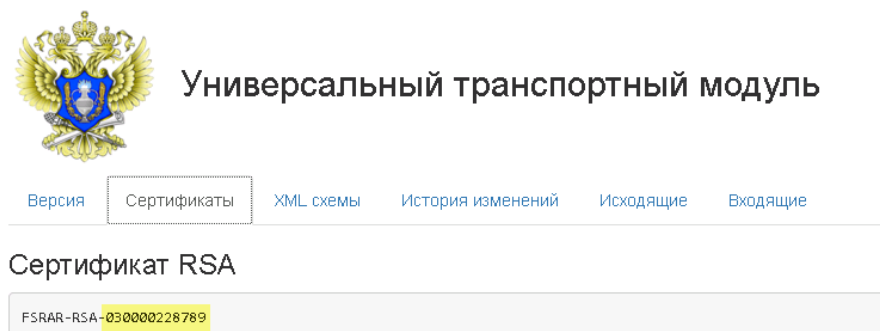 Универсальный транспортный модуль
Версия Сертификаты XML схемы История изменений Исходящие Входящие
Сертификат RSA
FSRAR-RSA-030000228789